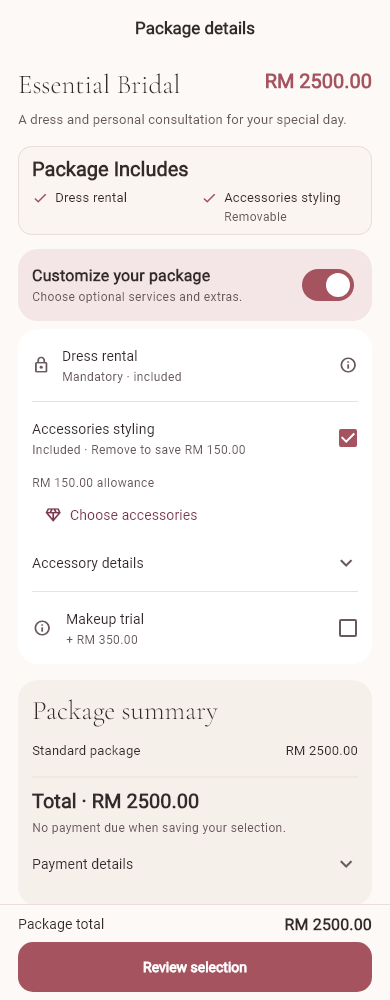 Package details
Essential Bridal
RM 2500.00
A dress and personal consultation for your special day.
Package Includes
Dress rental
Accessories styling
Removable
Customize your package
Choose optional services and extras.
Dress rental
Mandatory · included
Accessories styling
Included · Remove to save RM 150.00
RM 150.00 allowance
Choose accessories
Accessory details
Makeup trial
+ RM 350.00
Package summary
Standard package
RM 2500.00
Total · RM 2500.00
No payment due when saving your selection.
Payment details
Package total
RM 2500.00
Review selection